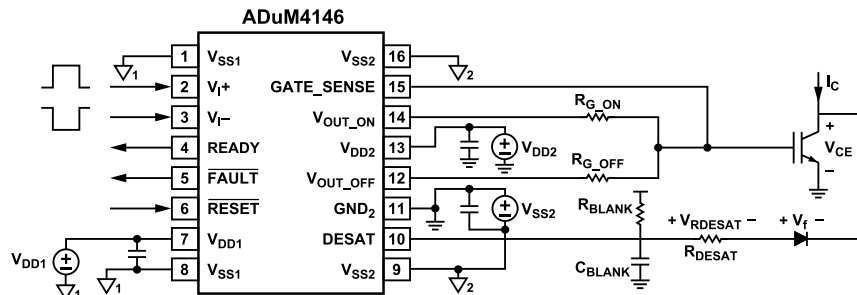 ADuM4146
1 VSS1
2 VI+
3 VI−
4 READY
5 FAULT
6 RESET
7 VDD1
8 VSS1
VSS2 16
GATE_SENSE 15
VOUT_ON 14
VDD2 13
VOUT_OFF 12
GND2 11
DESAT 10
VSS2 9
1
1
1
VDD1
2
2
VDD2
VSS2
RG_ON
RG_OFF
RBLANK
CBLANK
+ VRDESAT −
RDESAT
+ Vf −
IC
+
VCE
−